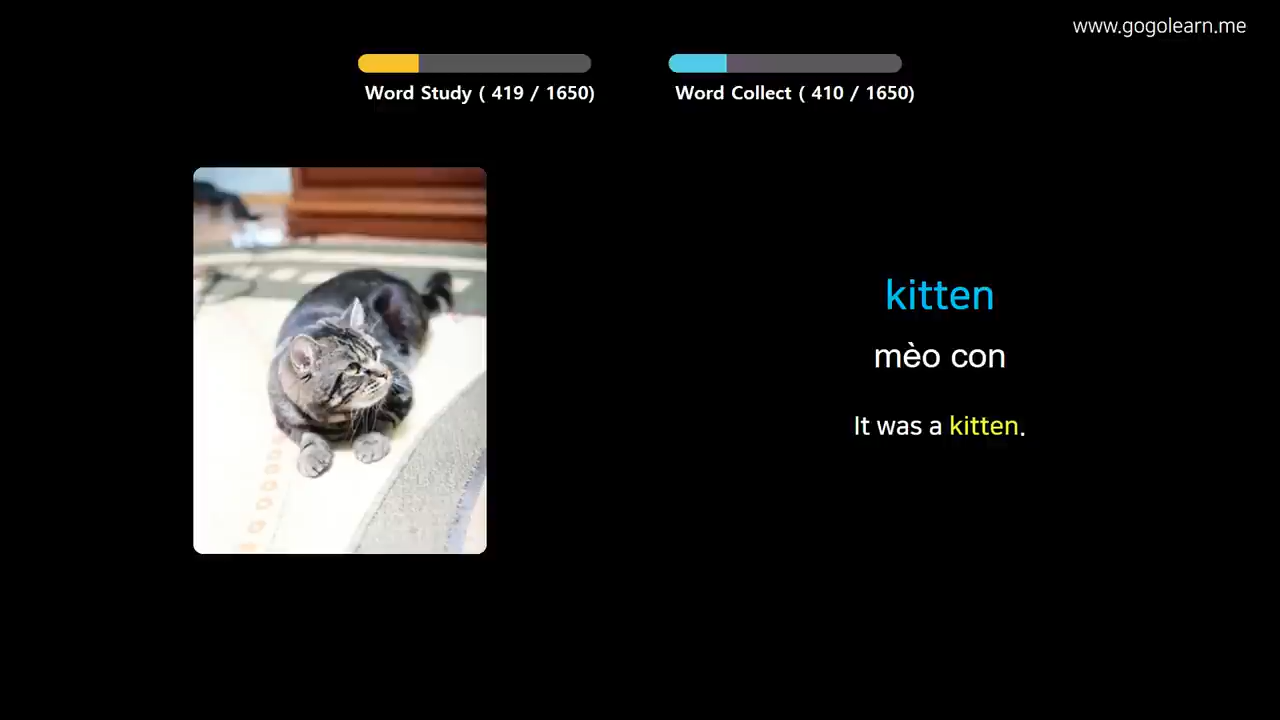 www.gogolearn.me
Word Study ( 419 / 1650)
Word Collect ( 410 / 1650)
kitten
mèo con
It was a kitten.